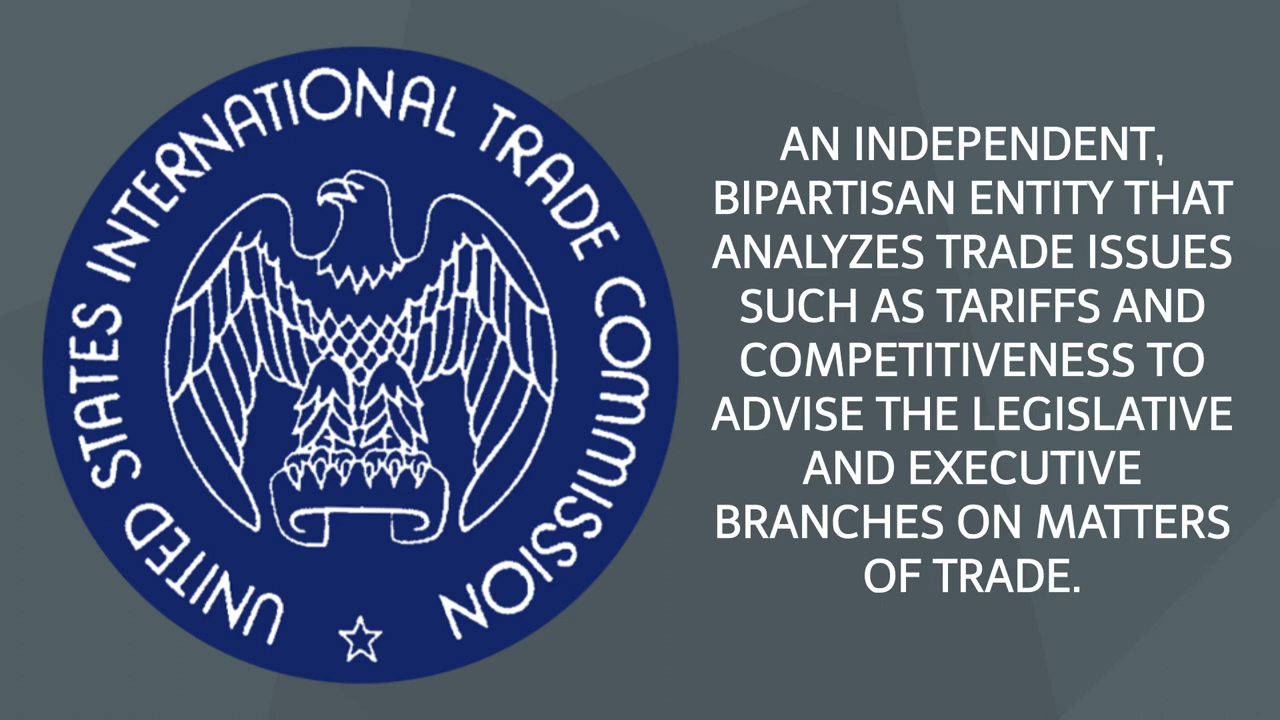 UNITED STATES INTERNATIONAL TRADE COMMISSION
AN INDEPENDENT,
BIPARTISAN ENTITY THAT
ANALYZES TRADE ISSUES
SUCH AS TARIFFS AND
COMPETITIVENESS TO
ADVISE THE LEGISLATIVE
AND EXECUTIVE
BRANCHES ON MATTERS
OF TRADE.